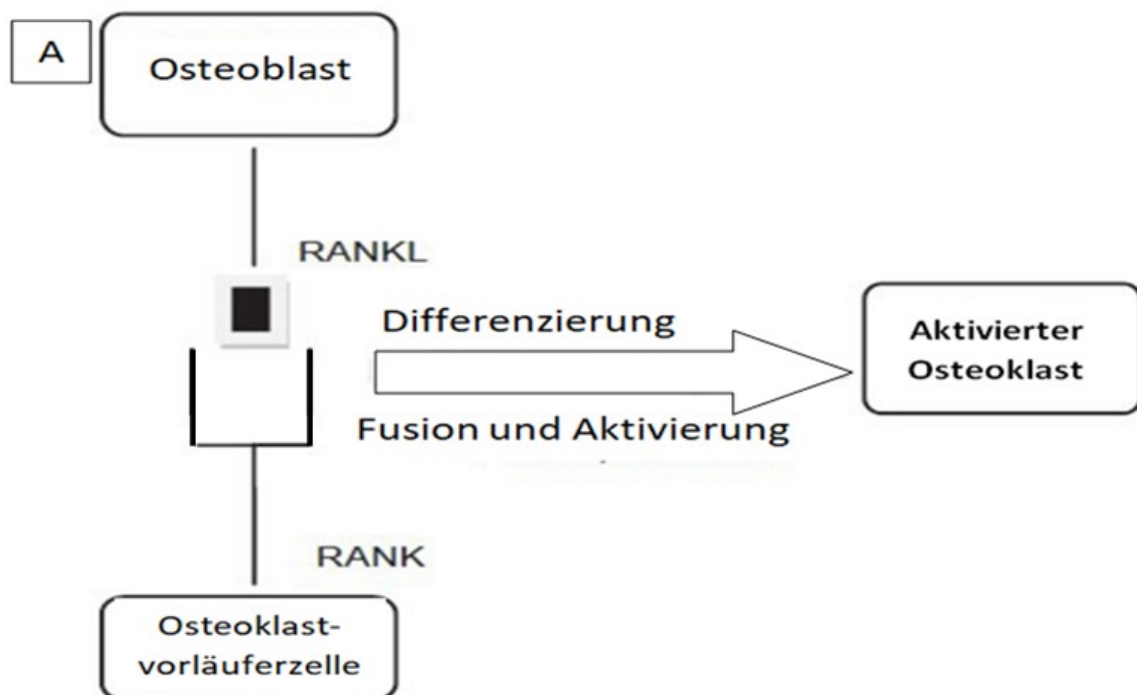 A
Osteoblast
RANKL
Differenzierung
Fusion und Aktivierung
Aktivierter
Osteoklast
RANK
Osteoklast-
vorläuferzelle